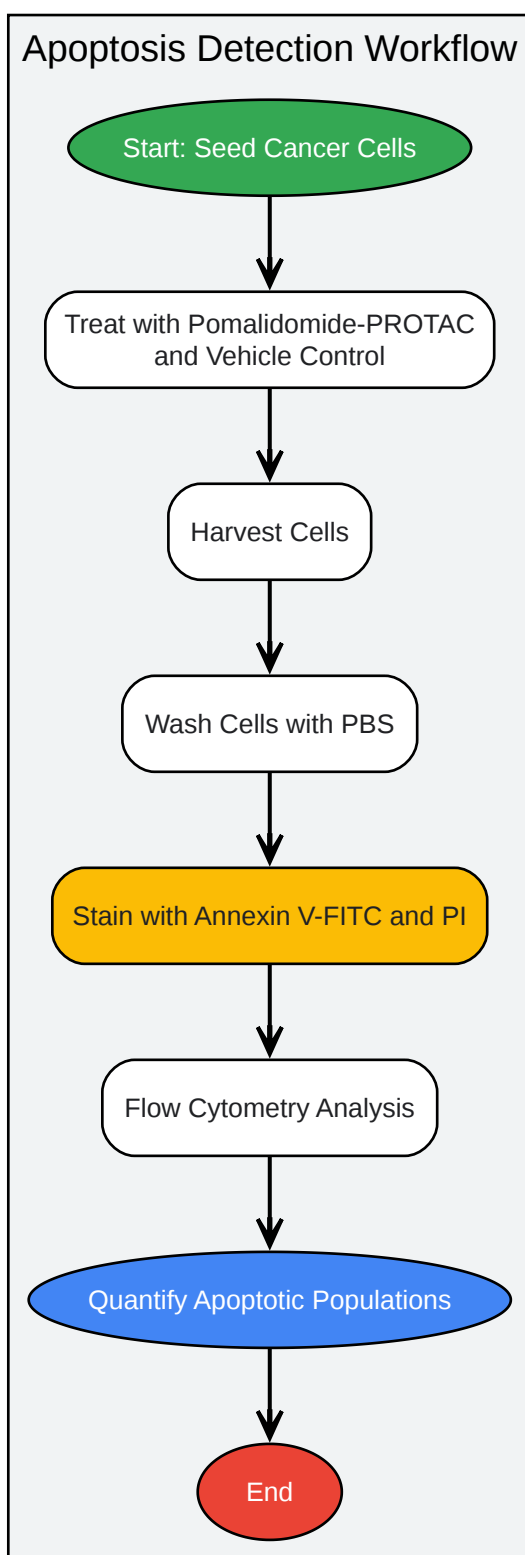 Apoptosis Detection Workflow
Start: Seed Cancer Cells
Treat with Pomalidomide-PROTAC
and Vehicle Control
Harvest Cells
Wash Cells with PBS
Stain with Annexin V-FITC and PI
Flow Cytometry Analysis
Quantify Apoptotic Populations
End